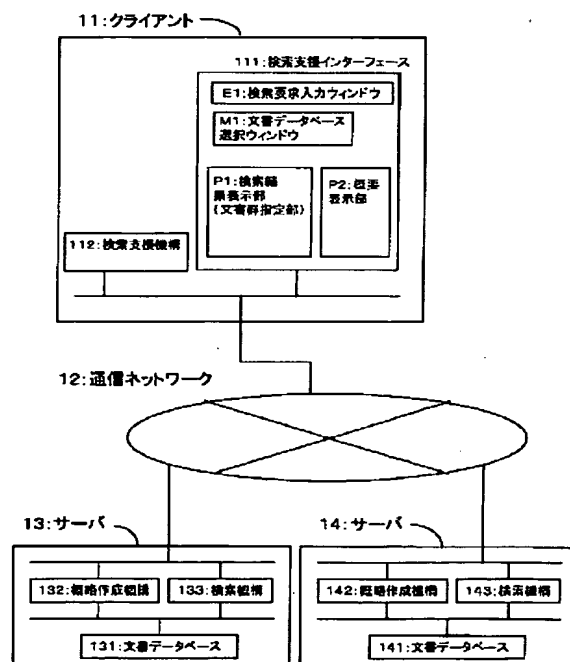 11:クライアント
111:検索支援インターフェース
E1:検索要求入力ウィンドウ
M1:文書データベース
選択ウィンドウ
P1:検索結
果表示部
(文書群指定部)
P2:概要
表示部
112:検索支援機構
12:通信ネットワーク
13:サーバ
14:サーバ
132:概略作成機構
133:検索機構
142:概略作成機構
143:検索機構
131:文書データベース
141:文書データベース